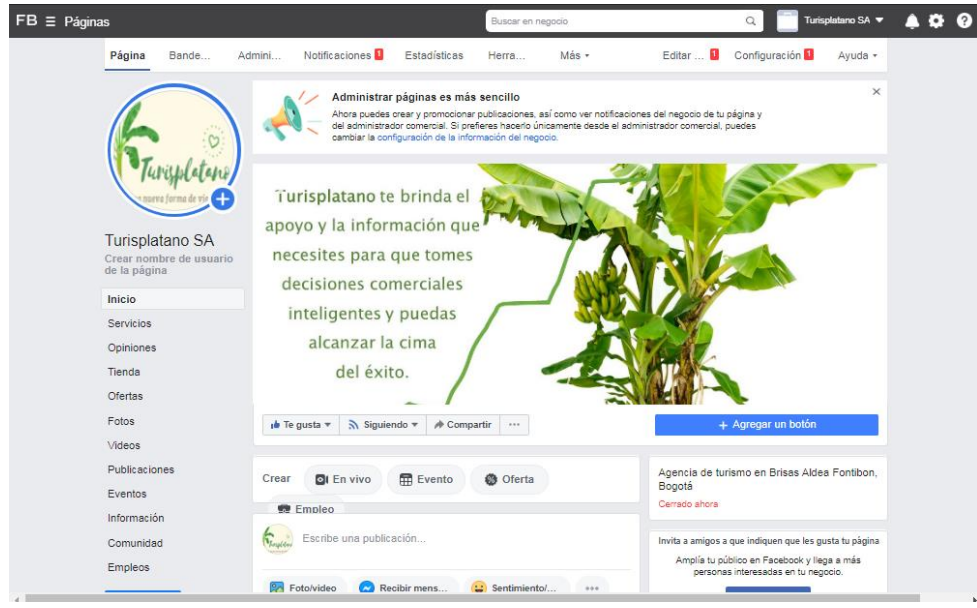 FB ☰ Páginas
Buscar en negocio
Turisplatano SA
Página Bande... Admini... Notificaciones 1 Estadísticas Herra... Más Editar ... 1 Configuración 1 Ayuda
Turisplatano
nueva forma de
Administrar páginas es más sencillo
Ahora puedes crear y promocionar publicaciones, así como ver notificaciones del negocio de tu página y
del administrador comercial. Si prefieres hacerlo únicamente desde el administrador comercial, puedes
cambiar la configuración de la información del negocio.
Turisplatano te brinda el
apoyo y la información que
necesites para que tomes
decisiones comerciales
inteligentes y puedas
alcanzar la cima
del éxito.
Turisplatano SA
Crear nombre de usuario
de la página
Inicio
Servicios
Opiniones
Tienda
Ofertas
Fotos
Videos
Publicaciones
Eventos
Información
Comunidad
Empleos
Te gusta Siguiendo Compartir ...
+ Agregar un botón
Crear En vivo Evento Oferta
Empleo
Escribe una publicación...
Foto/video Recibir mens... Sentimiento/... ...
Agencia de turismo en Brisas Aldea Fontibon,
Bogotá
Cerrado ahora
Invita a amigos a que indiquen que les gusta tu página
Amplía tu público en Facebook y llega a más
personas interesadas en tu negocio.